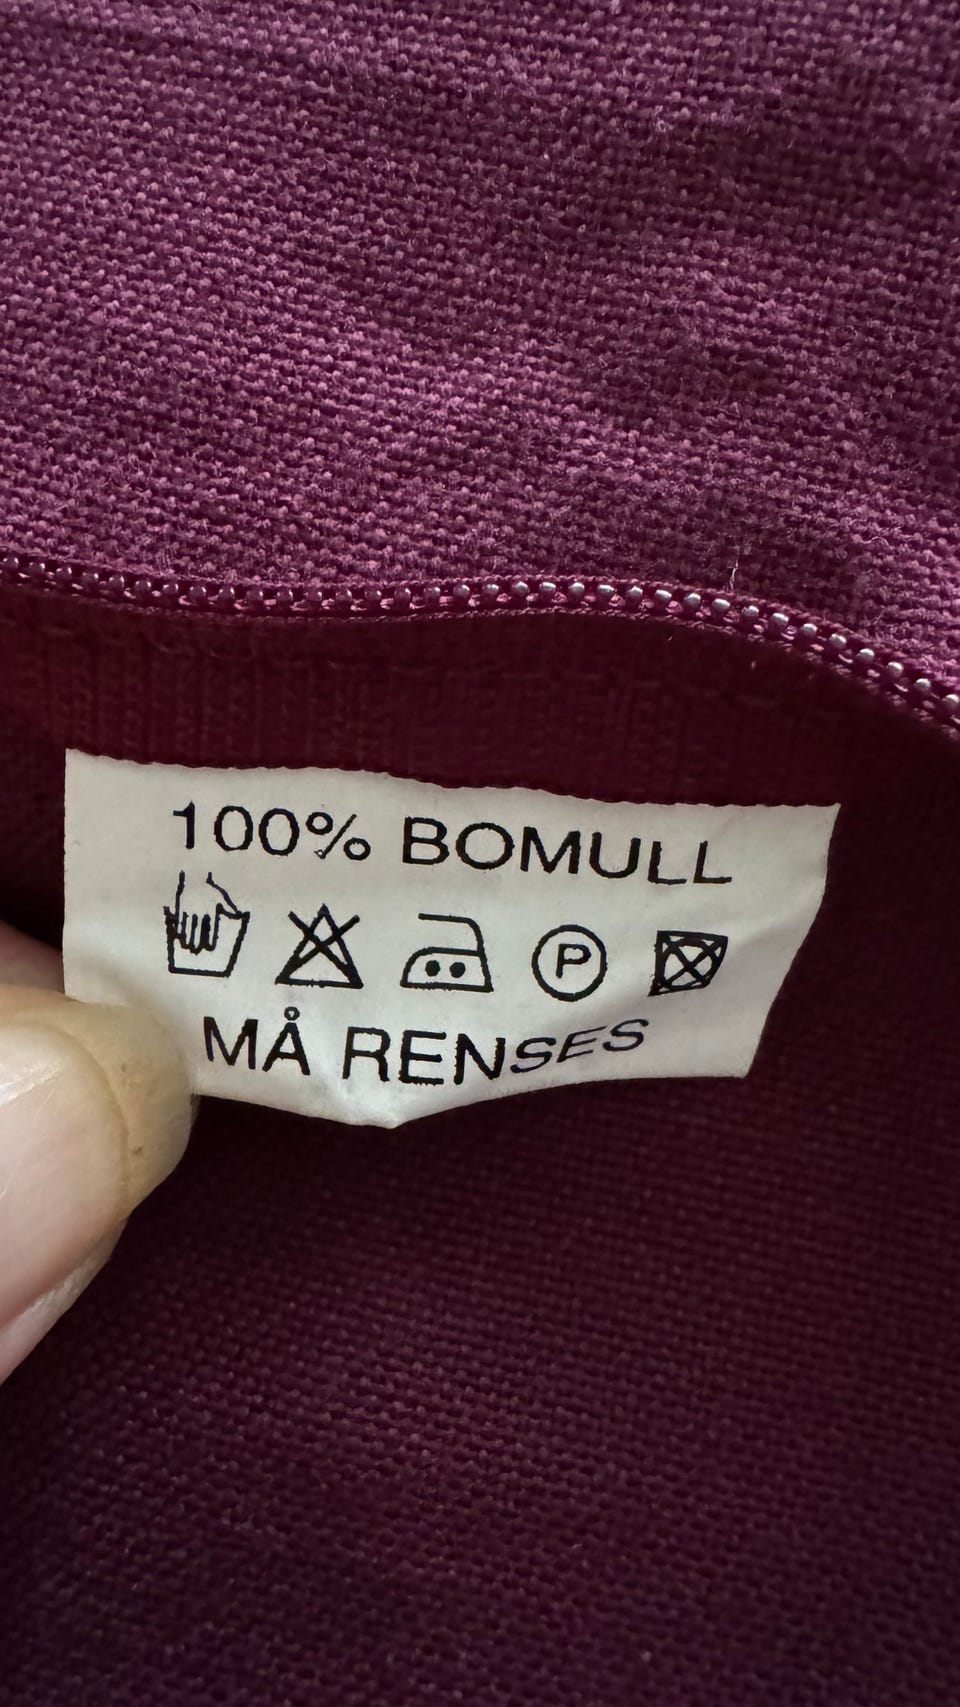 100% BOMULL
P
MÅ RENSES